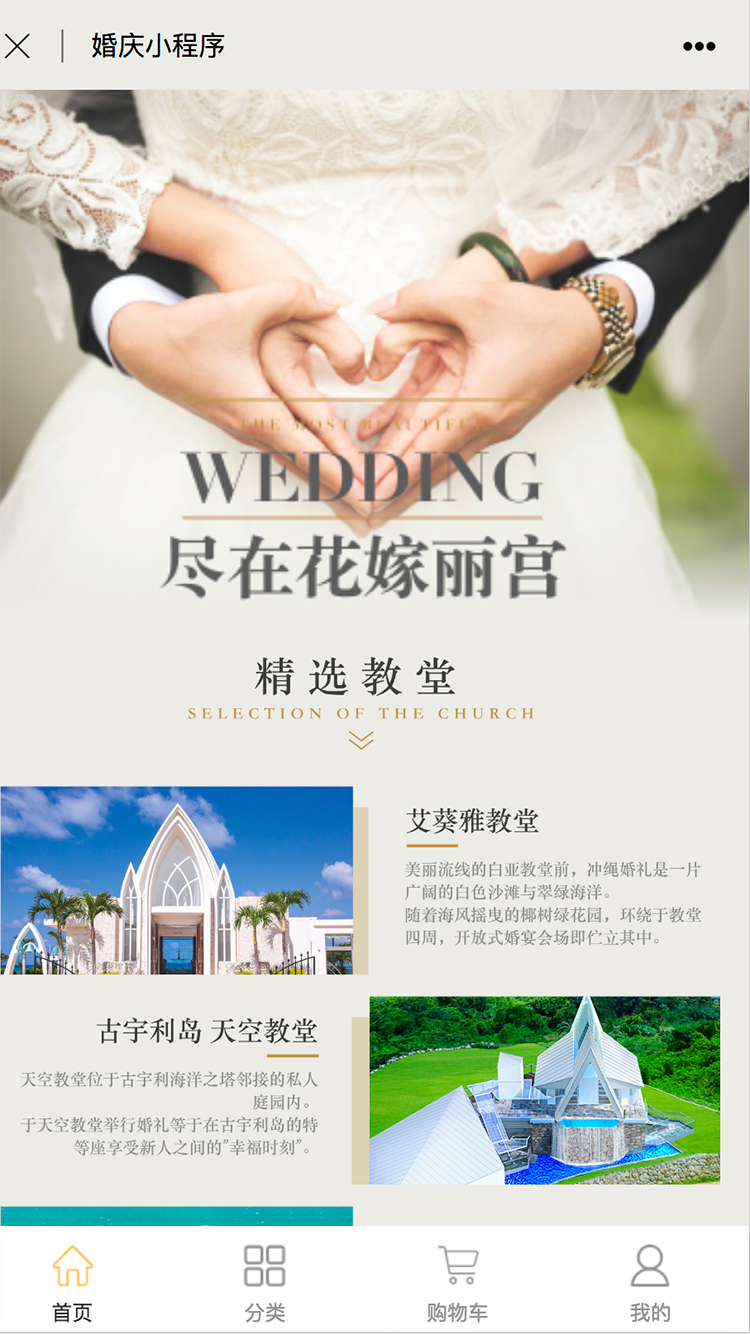 婚庆小程序
THE MOST BEAUTIFUL
WEDDING
尽在花嫁丽宫
精选教堂
SELECTION OF THE CHURCH
艾葵雅教堂
美丽流线的白亚教堂前，冲绳婚礼是一片
广阔的白色沙滩与翠绿海洋。
随着海风摇曳的椰树绿花园，环绕于教堂
四周，开放式婚宴会场即伫立其中。
古宇利岛 天空教堂
天空教堂位于古宇利海洋之塔邻接的私人
庭园内。
于天空教堂举行婚礼等于在古宇利岛的特
等座享受新人之间的"幸福时刻"。
首页
分类
购物车
我的